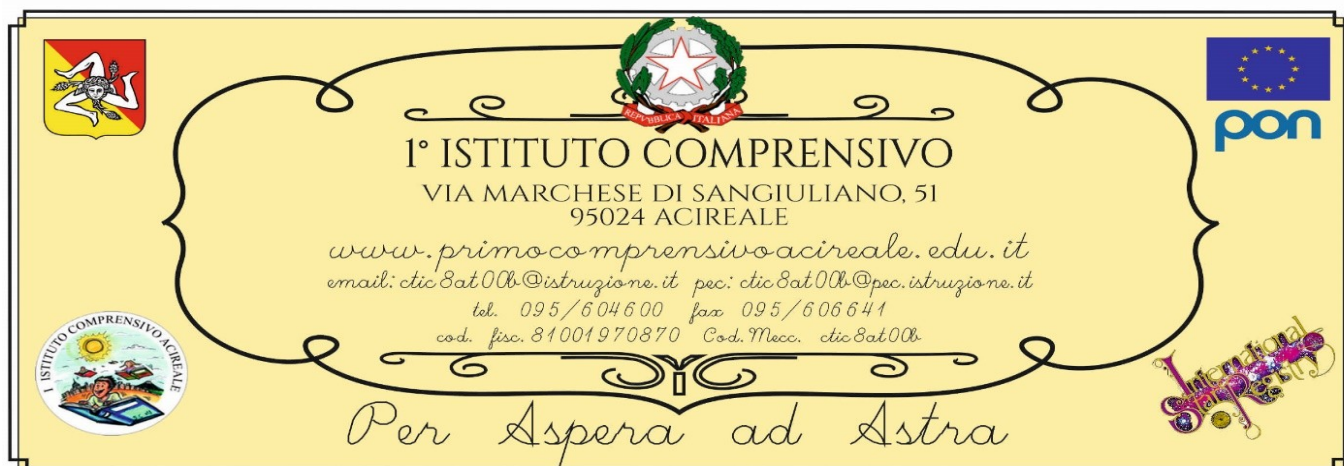 REPVBBLICA ITALIANA
1° ISTITUTO COMPRENSIVO
VIA MARCHESE DI SANGIULIANO, 51
95024 ACIREALE
www.primocomprensivoacireale.edu.it
email: ctic8at00b@istruzione.it pec: ctic8at00b@pec.istruzione.it
tel. 095/604600 fax 095/606641
cod. fisc. 81001970870 Cod.Mecc. ctic8at00b
Per Aspera ad Astra
pon
I ISTITUTO COMPRENSIVO ACIREALE
International
Star Registry